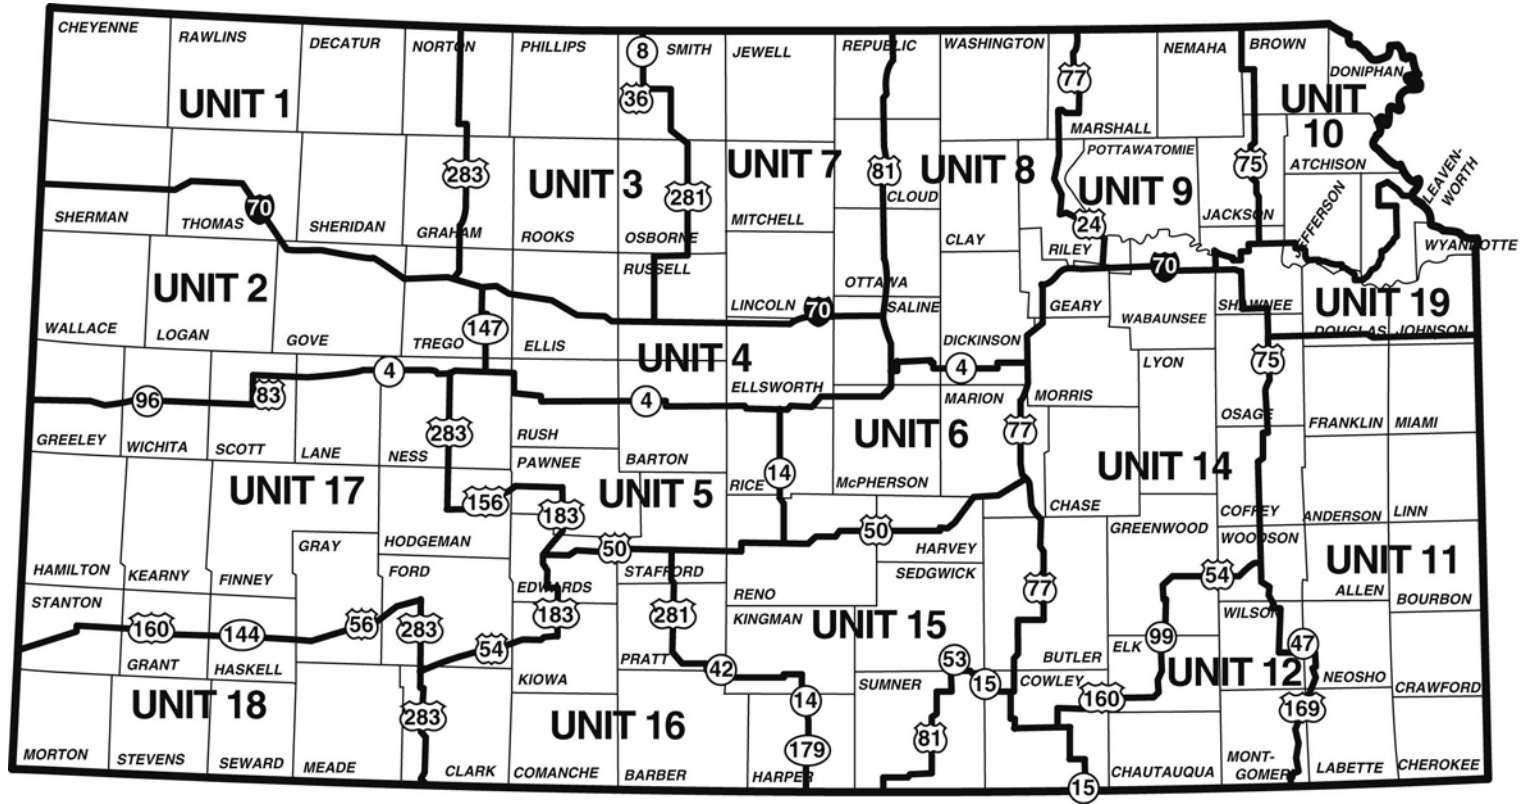 CHEYENNE
RAWLINS
DECATUR
NORTON
PHILLIPS
8
SMITH
JEWELL
REPUBLIC
WASHINGTON
77
NEMAHA
BROWN
DONIPHAN
UNIT 1
36
MARSHALL
UNIT
10
283
UNIT 3
281
UNIT 7
81
UNIT 8
POTTAWATOMIE
UNIT 9
75
ATCHISON
LEAVEN-
WORTH
SHERMAN
THOMAS
70
SHERIDAN
GRAHAM
ROOKS
OSBORNE
MITCHELL
CLOUD
CLAY
24
RILEY
JACKSON
JEFFERSON
WYANDOTTE
UNIT 2
RUSSELL
LINCOLN
70
OTTAWA
SALINE
GEARY
70
WABAUNSEE
SHAWNEE
UNIT 19
DOUGLAS
JOHNSON
WALLACE
LOGAN
GOVE
TREGO
147
ELLIS
UNIT 4
DICKINSON
4
LYON
75
96
83
4
4
ELLSWORTH
MARION
MORRIS
GREELEY
WICHITA
SCOTT
LANE
NESS
283
RUSH
BARTON
UNIT 6
77
OSAGE
FRANKLIN
MIAMI
UNIT 17
156
PAWNEE
183
UNIT 5
RICE
14
McPHERSON
UNIT 14
CHASE
COFFEY
ANDERSON
LINN
HAMILTON
KEARNY
FINNEY
GRAY
HODGEMAN
50
50
HARVEY
GREENWOOD
WOODSON
UNIT 11
STANTON
FORD
EDWARDS
STAFFORD
RENO
SEDGWICK
77
54
ALLEN
BOURBON
160
144
56
283
183
54
281
KINGMAN
UNIT 15
WILSON
99
47
GRANT
HASKELL
KIOWA
PRATT
42
53
15
BUTLER
ELK
UNIT 12
NEOSHO
CRAWFORD
UNIT 18
283
UNIT 16
14
SUMNER
COWLEY
160
169
MORTON
STEVENS
SEWARD
MEADE
CLARK
COMANCHE
BARBER
179
HARPER
81
15
CHAUTAUQUA
MONT-
GOMERY
LABETTE
CHEROKEE